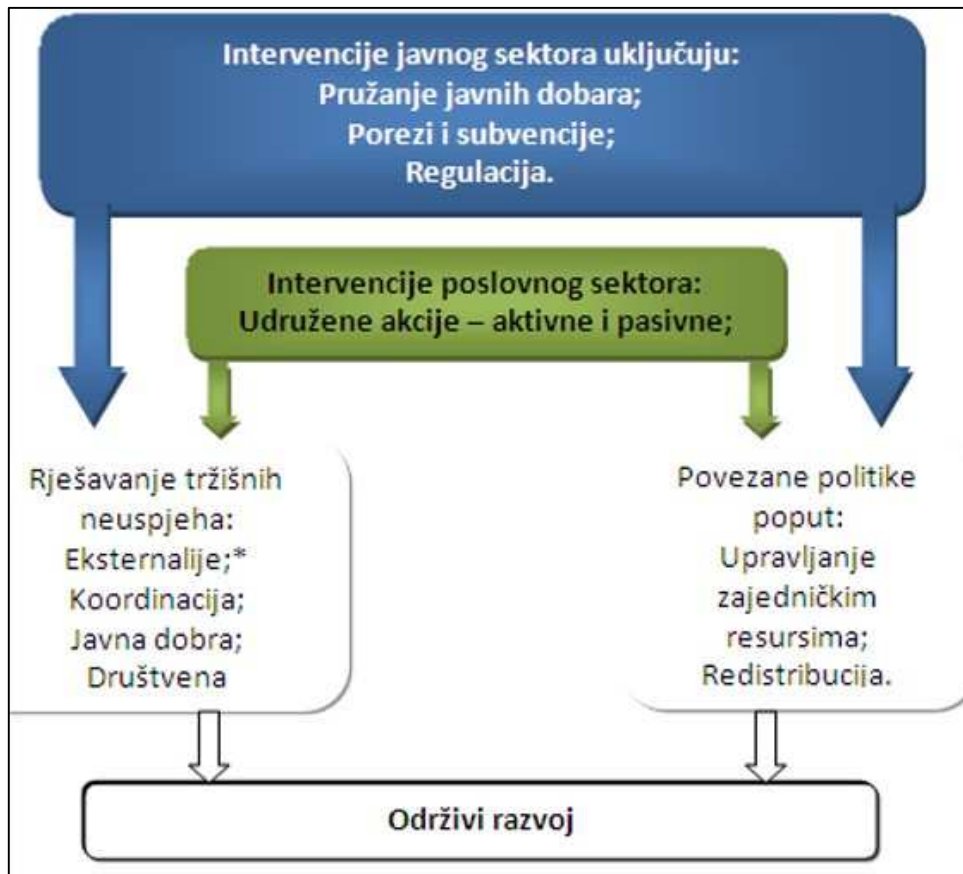 Intervencije javnog sektora uključuju:
Pružanje javnih dobara;
Porezi i subvencije;
Regulacija.
Intervencije poslovnog sektora:
Udružene akcije – aktivne i pasivne;
Rješavanje tržišnih
neuspjeha:
Eksternalije;*
Koordinacija;
Javna dobra;
Društvena
Povezane politike
poput:
Upravljanje
zajedničkim
resursima;
Redistribucija.
Održivi razvoj